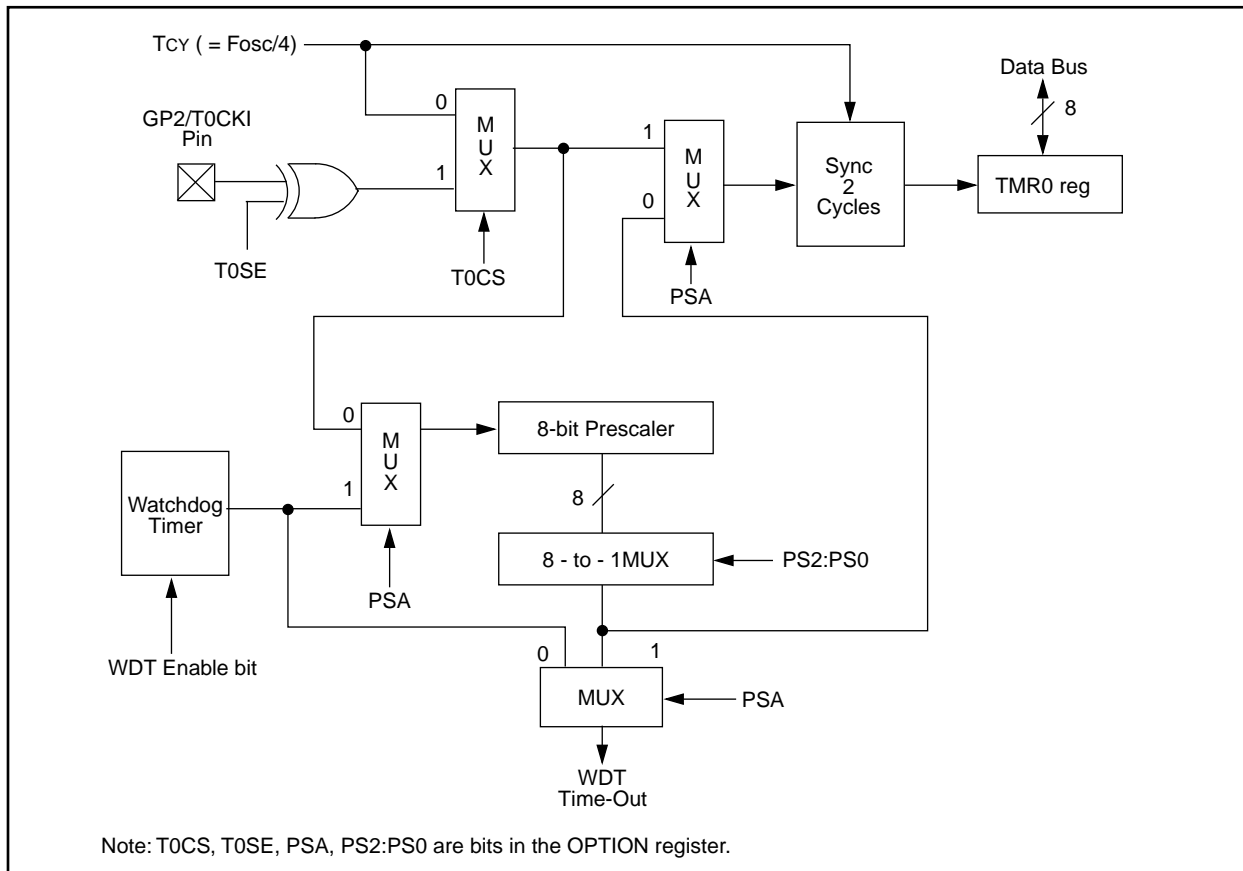 TCY ( = Fosc/4)
Data Bus
8
GP2/T0CKI
Pin
0
1
MUX
T0CS
T0SE
1
0
MUX
PSA
Sync
2
Cycles
TMR0 reg
0
1
MUX
PSA
8-bit Prescaler
8
8 - to - 1MUX
PS2:PS0
Watchdog
Timer
WDT Enable bit
0
1
MUX
PSA
WDT
Time-Out
Note: T0CS, T0SE, PSA, PS2:PS0 are bits in the OPTION register.